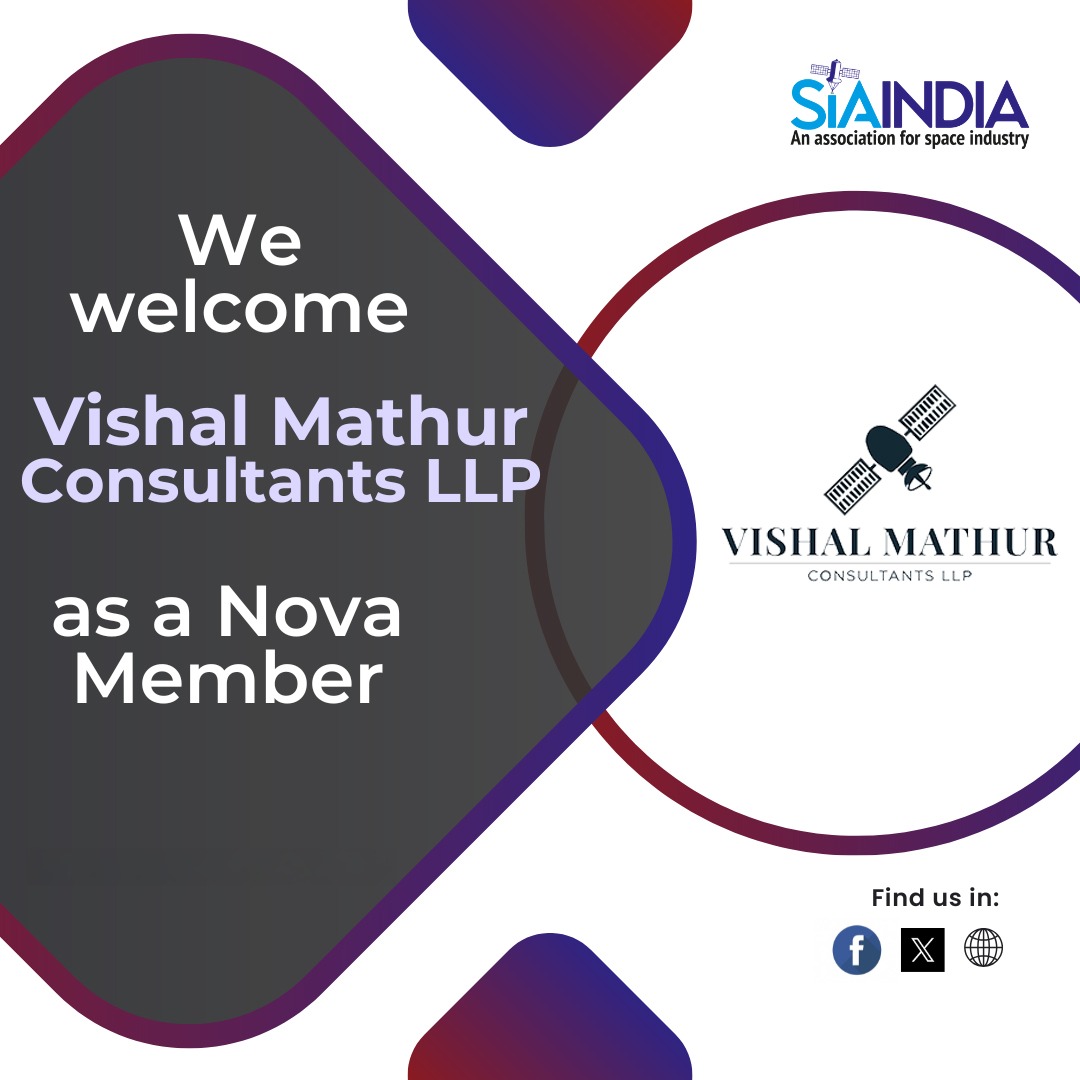 SiAINDIA
An association for space industry
We
welcome
Vishal Mathur
Consultants LLP
as a Nova
Member
VISHAL MATHUR
CONSULTANTS LLP
Find us in: